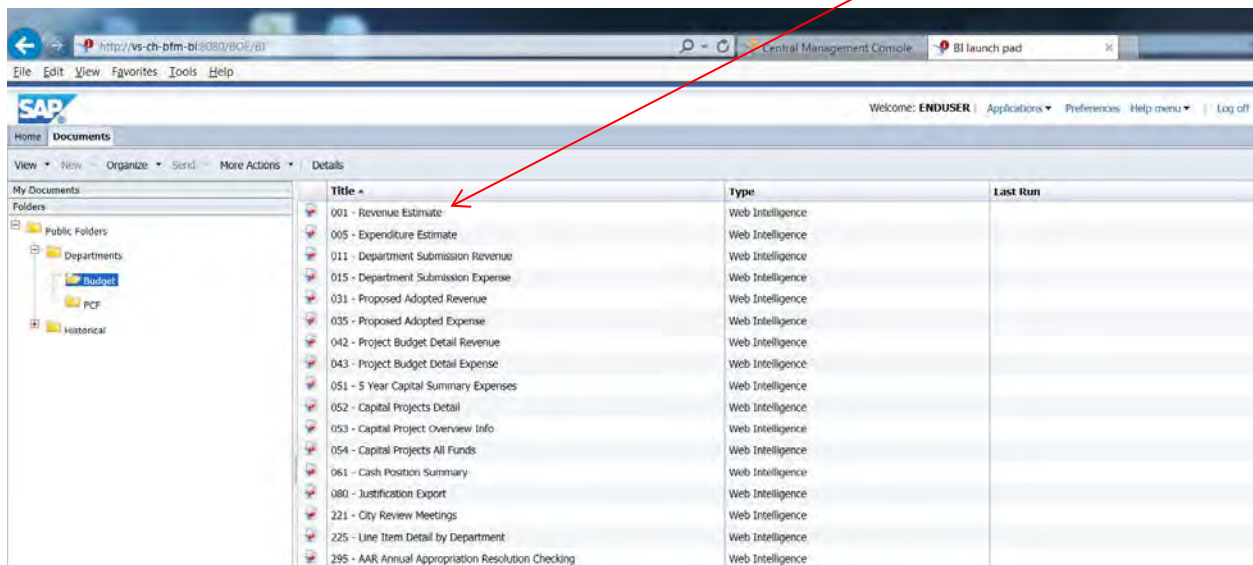 http://vs-ch-bfm-bi:8080/BOE/BI
Central Management Console
BI launch pad
File Edit View Favorites Tools Help
SAP
Welcome: ENDUSER | Applications Preferences Help menu | Log off
Home Documents
View New Organize Send More Actions Details
My Documents
Folders
Public Folders
Departments
Budget
PCF
Historical
Title Type Last Run
001 - Revenue Estimate Web Intelligence
005 - Expenditure Estimate Web Intelligence
011 - Department Submission Revenue Web Intelligence
015 - Department Submission Expense Web Intelligence
031 - Proposed Adopted Revenue Web Intelligence
035 - Proposed Adopted Expense Web Intelligence
042 - Project Budget Detail Revenue Web Intelligence
043 - Project Budget Detail Expense Web Intelligence
051 - 5 Year Capital Summary Expenses Web Intelligence
052 - Capital Projects Detail Web Intelligence
053 - Capital Project Overview Info Web Intelligence
054 - Capital Projects All Funds Web Intelligence
061 - Cash Position Summary Web Intelligence
080 - Justification Export Web Intelligence
221 - City Review Meetings Web Intelligence
225 - Line Item Detail by Department Web Intelligence
295 - AAR Annual Appropriation Resolution Checking Web Intelligence